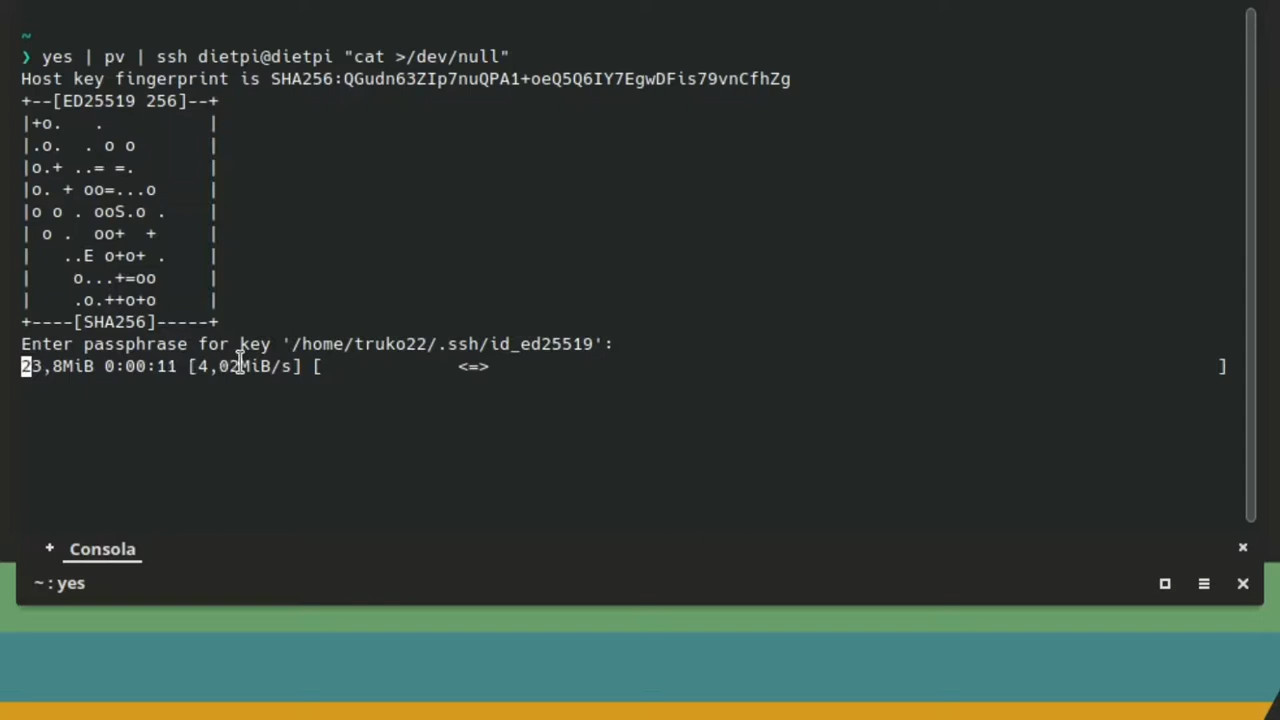 ~
❯ yes | pv | ssh dietpi@dietpi "cat >/dev/null"
Host key fingerprint is SHA256:QGudn63ZIp7nuQPA1+oeQ5Q6IY7EgwDFis79vnCfhZg
+--[ED25519 256]--+
|+o.   .          |
|.o.  . o o       |
|o.+ ..= =.       |
|o. + oo=...o     |
|o o . ooS.o .    |
| o .  oo+  +     |
|   ..E o+o+ .    |
|    o...+=oo     |
|    .o.++o+o     |
+----[SHA256]-----+
Enter passphrase for key '/home/truko22/.ssh/id_ed25519':
23,8MiB 0:00:11 [4,02MiB/s] [             <=>                                                                      ]
+ Consola ×
~ : yes